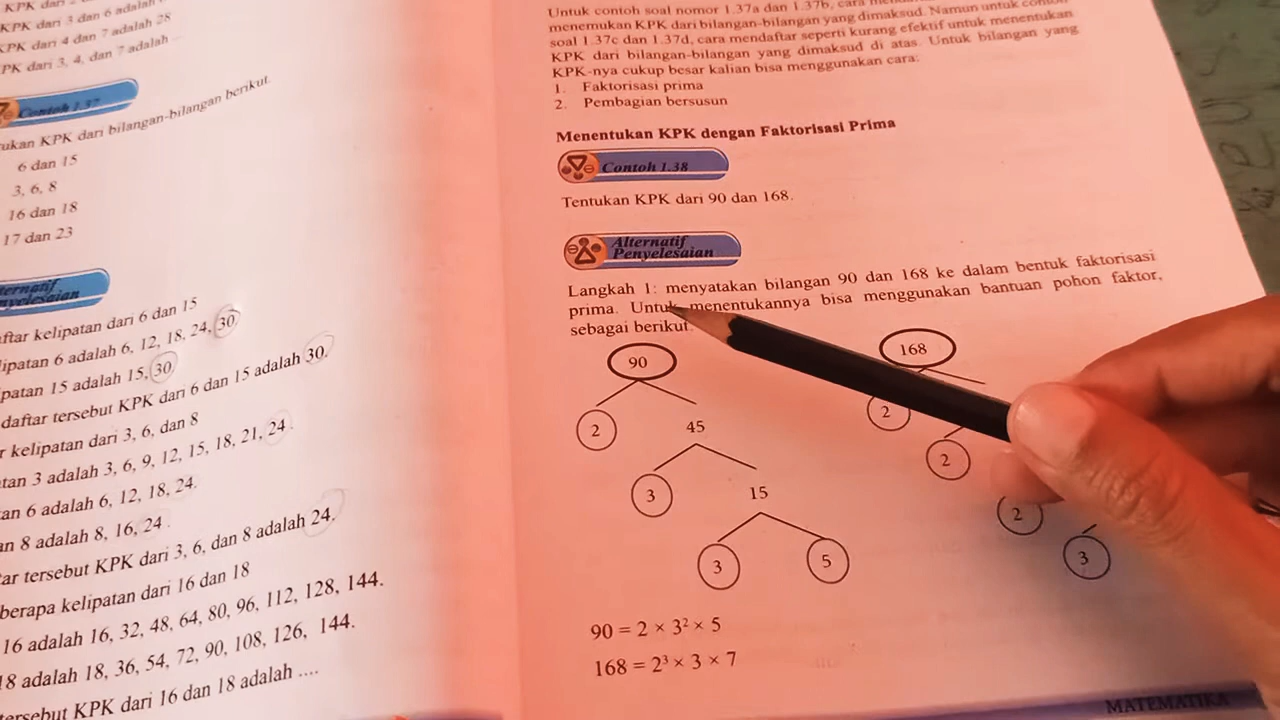 KPK dari 3 dan 6 adalah
KPK dari 4 dan 7 adalah 28
PK dari 3, 4, dan 7 adalah
Contoh 1.37
tukan KPK dari bilangan-bilangan berikut.
6 dan 15
3, 6, 8
16 dan 18
17 dan 23
ternatif
nyelesaian
aftar kelipatan dari 6 dan 15
lipatan 6 adalah 6, 12, 18, 24, 30
patan 15 adalah 15, 30
daftar tersebut KPK dari 6 dan 15 adalah 30.
r kelipatan dari 3, 6, dan 8
tan 3 adalah 3, 6, 9, 12, 15, 18, 21, 24.
an 6 adalah 6, 12, 18, 24.
an 8 adalah 8, 16, 24.
tar tersebut KPK dari 3, 6, dan 8 adalah 24.
berapa kelipatan dari 16 dan 18
16 adalah 16, 32, 48, 64, 80, 96, 112, 128, 144.
18 adalah 18, 36, 54, 72, 90, 108, 126, 144.
tersebut KPK dari 16 dan 18 adalah ....
Untuk contoh soal nomor 1.37a dan 1.37b, cara
menemukan KPK dari bilangan-bilangan yang dimaksud. Namun untuk contoh
soal 1.37c dan 1.37d, cara mendaftar seperti kurang efektif untuk menentukan
KPK dari bilangan-bilangan yang dimaksud di atas. Untuk bilangan yang
KPK-nya cukup besar kalian bisa menggunakan cara:
1. Faktorisasi prima
2. Pembagian bersusun
Menentukan KPK dengan Faktorisasi Prima
Contoh 1.38
Tentukan KPK dari 90 dan 168.
Alternatif
Penyelesaian
Langkah 1: menyatakan bilangan 90 dan 168 ke dalam bentuk faktorisasi
prima. Untuk menentukannya bisa menggunakan bantuan pohon faktor,
sebagai berikut.
90
2 45
3 15
3 5
168
2
2
2
3
90 = 2 × 3² × 5
168 = 2³ × 3 × 7
MATEMATIKA